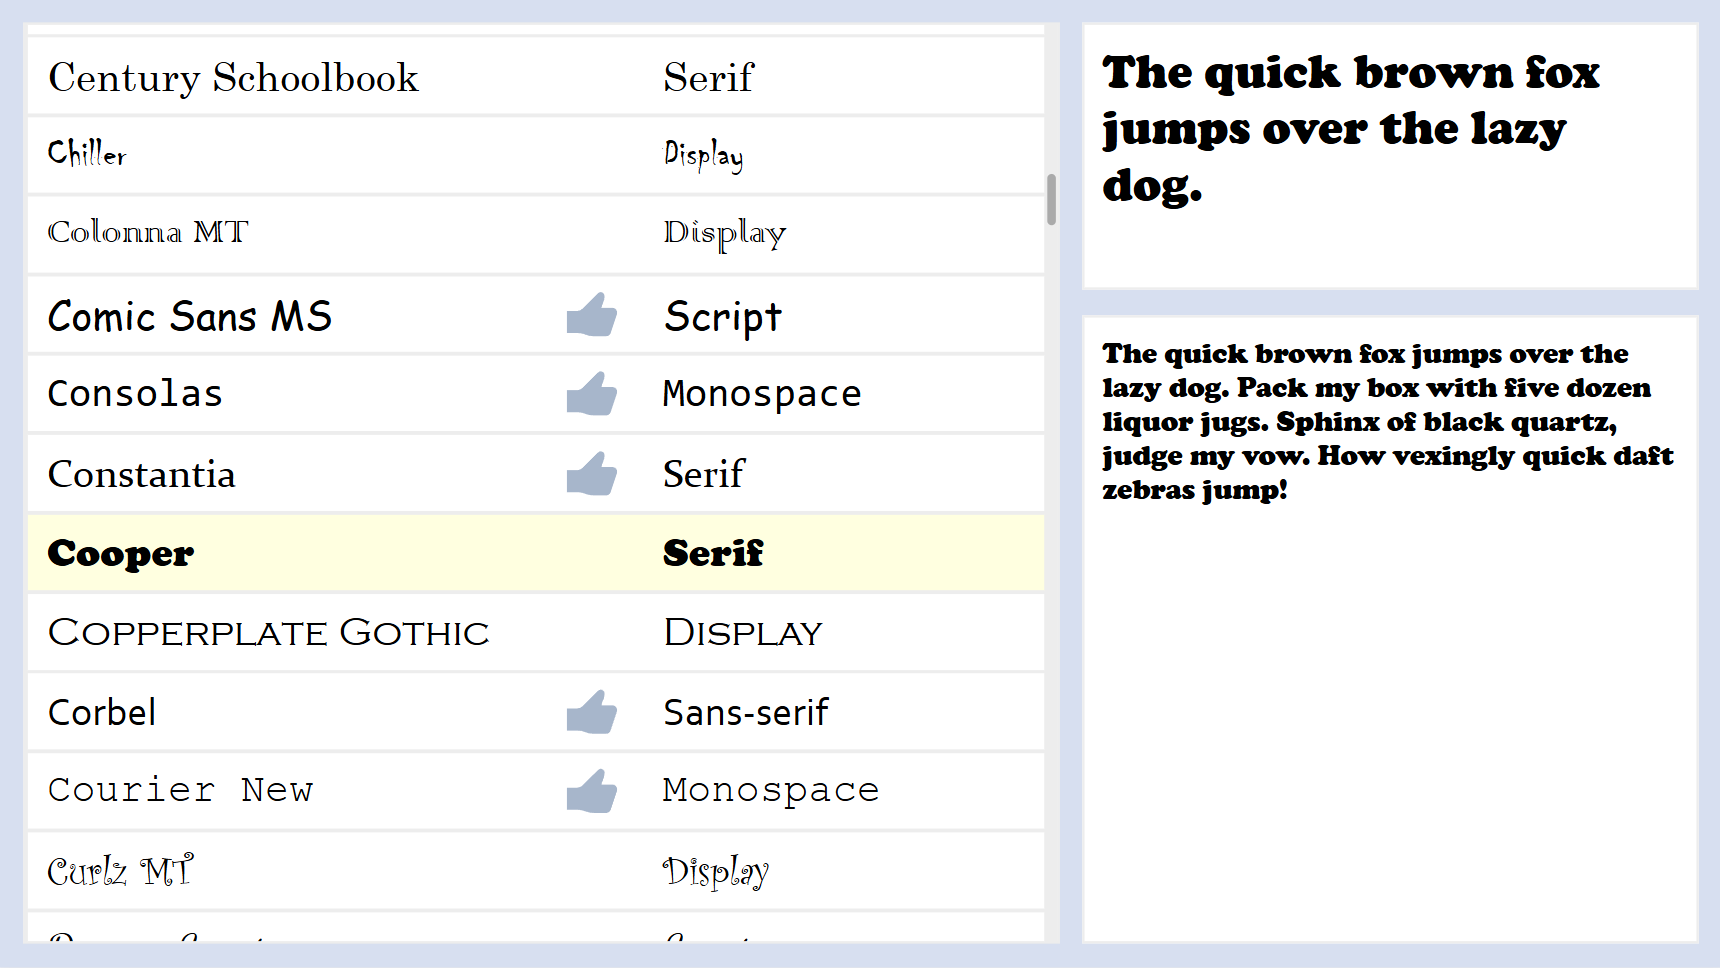 Century Schoolbook Serif
Chiller Display
Colonna MT Display
Comic Sans MS Script
Consolas Monospace
Constantia Serif
Cooper Serif
Copperplate Gothic Display
Corbel Sans-serif
Courier New Monospace
Curlz MT Display
The quick brown fox
jumps over the lazy
dog.
The quick brown fox jumps over the
lazy dog. Pack my box with five dozen
liquor jugs. Sphinx of black quartz,
judge my vow. How vexingly quick daft
zebras jump!